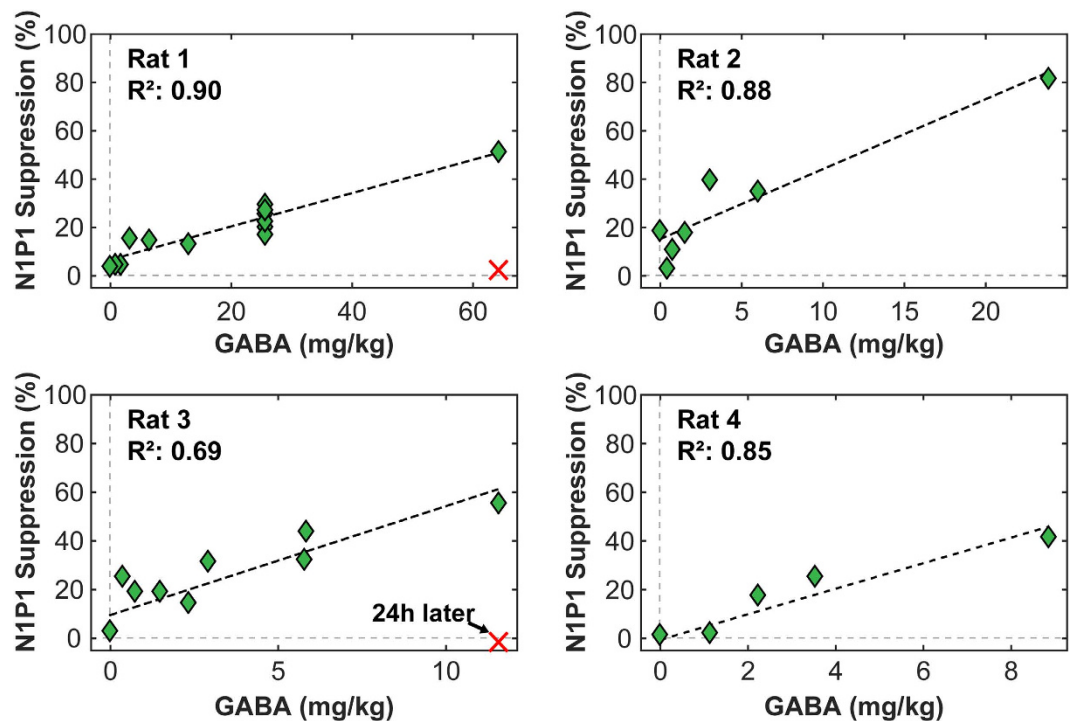 N1P1 Suppression (%)
100
80
60
40
20
0
Rat 1
R²: 0.90
0
20
40
60
GABA (mg/kg)
N1P1 Suppression (%)
100
80
60
40
20
0
Rat 2
R²: 0.88
0
5
10
15
20
GABA (mg/kg)
N1P1 Suppression (%)
100
80
60
40
20
0
Rat 3
R²: 0.69
24h later
0
5
10
GABA (mg/kg)
N1P1 Suppression (%)
100
80
60
40
20
0
Rat 4
R²: 0.85
0
2
4
6
8
GABA (mg/kg)